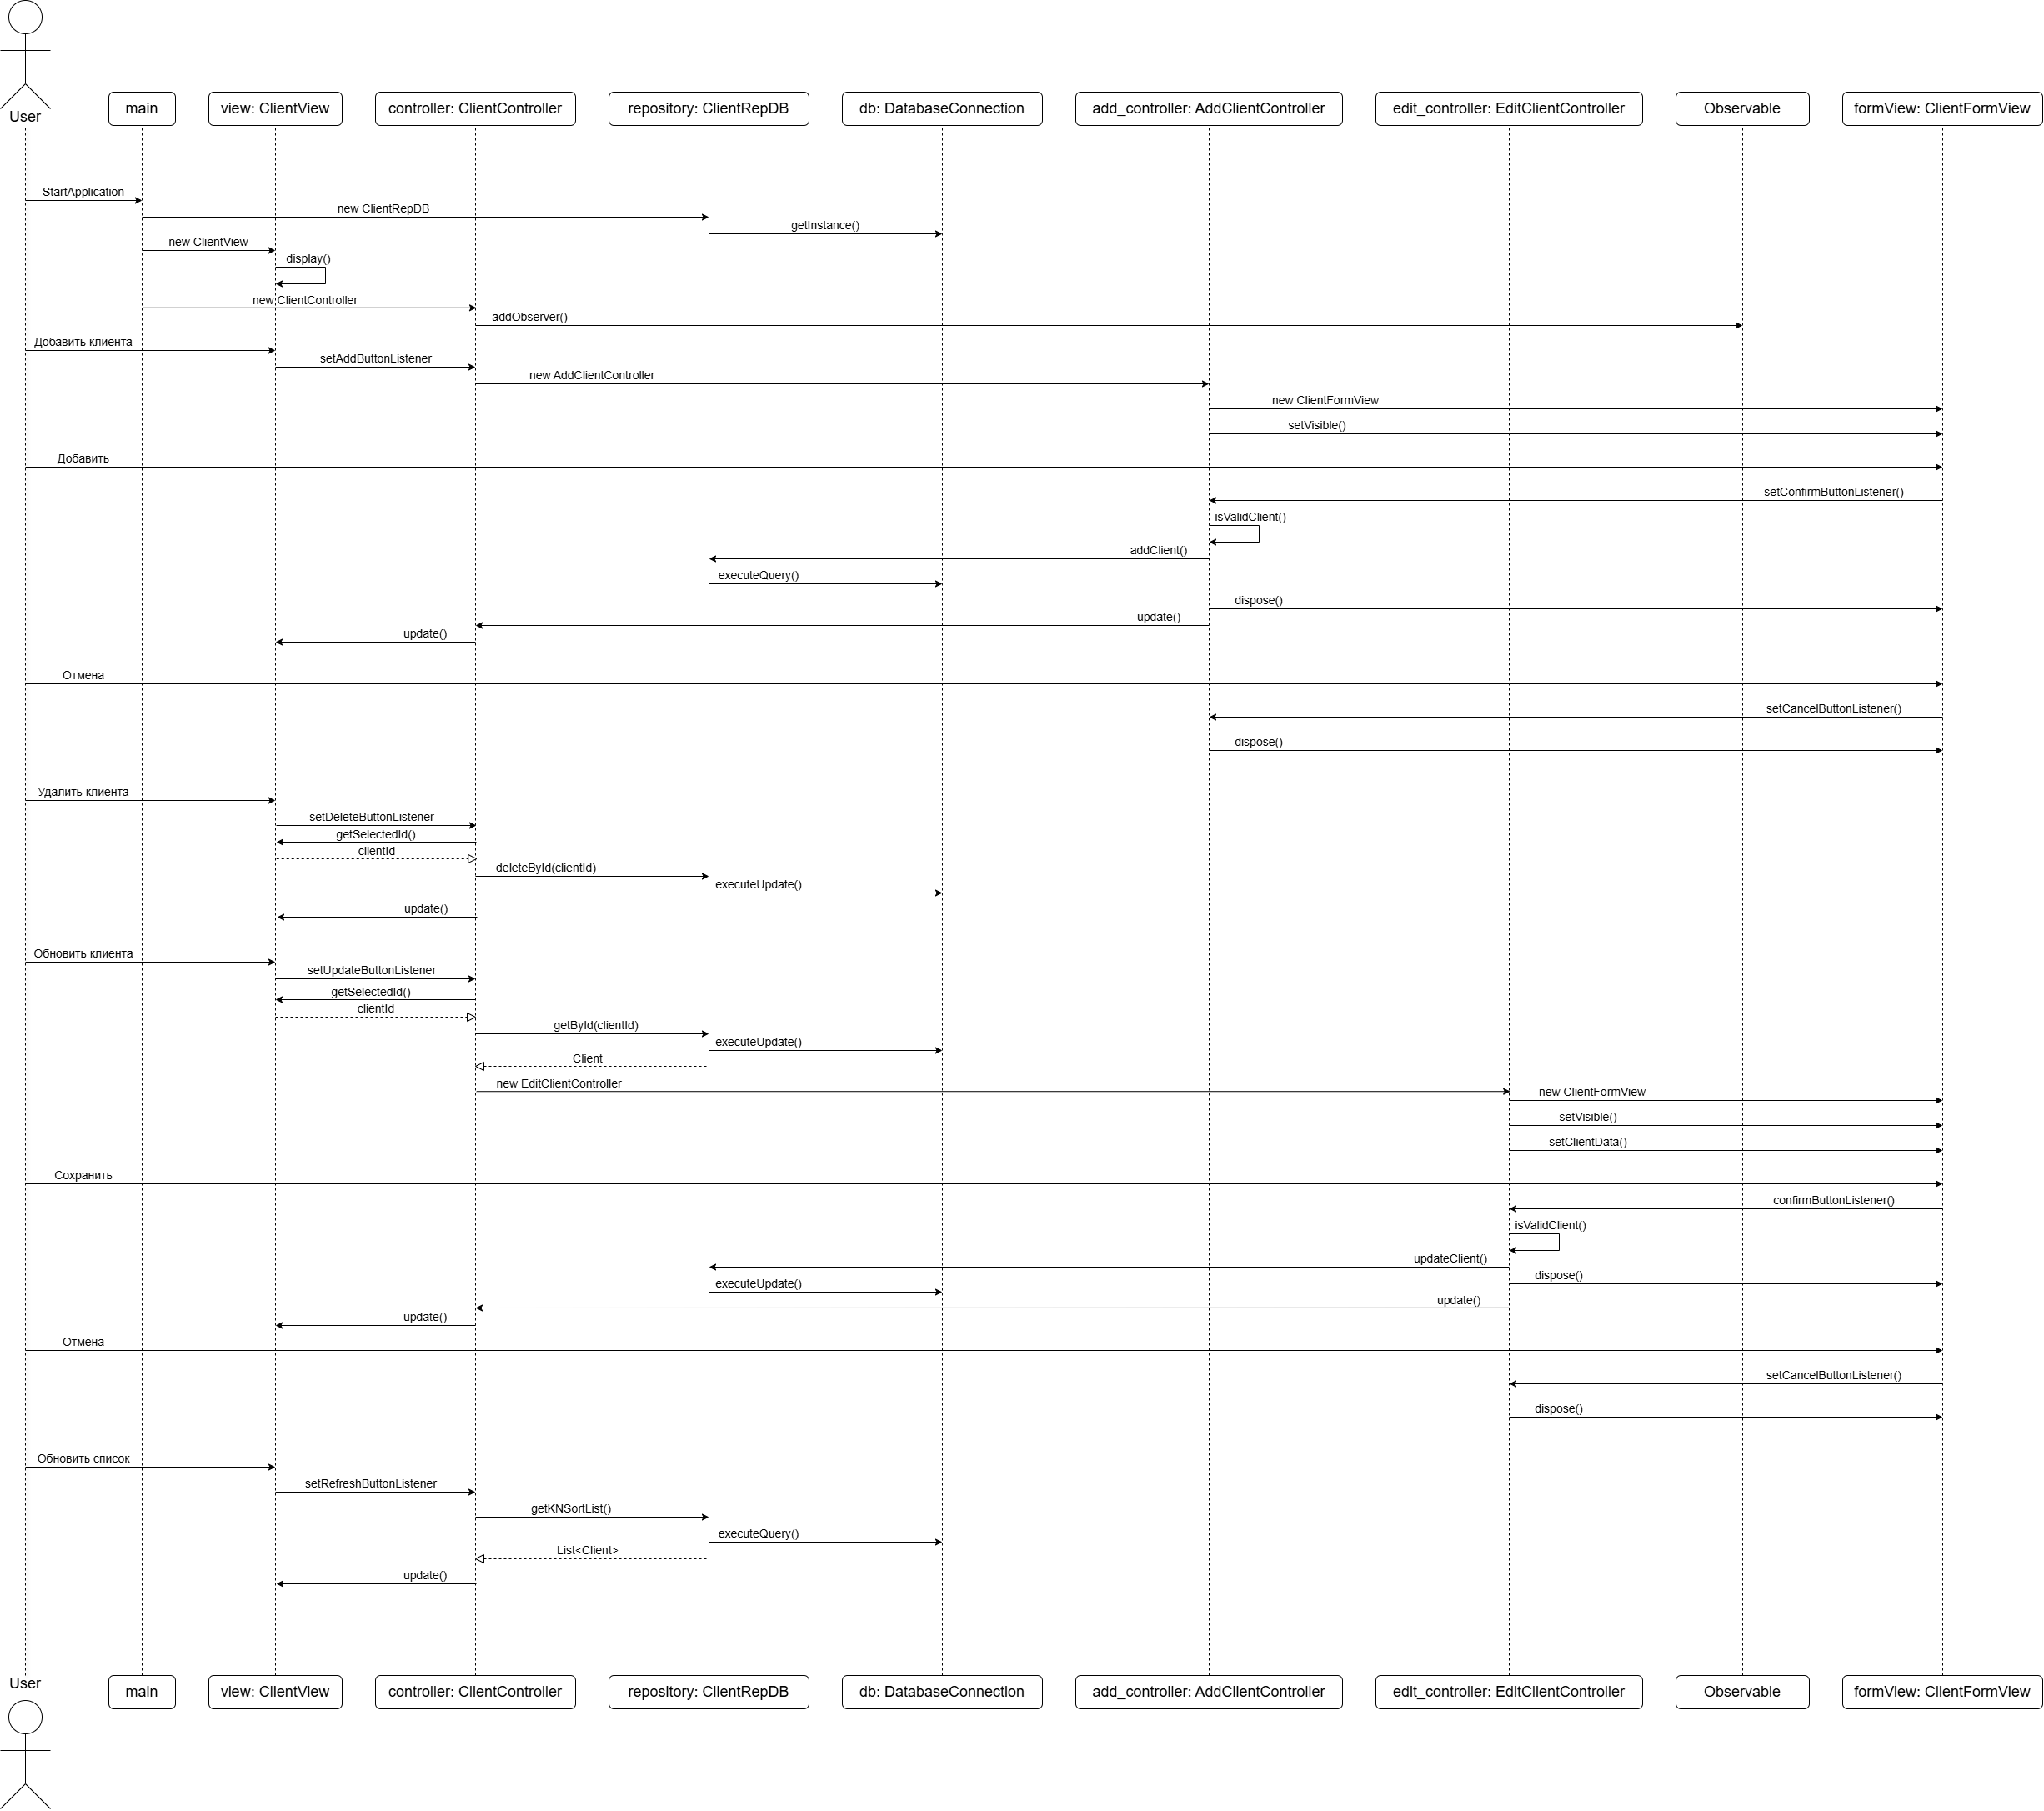 User
main
view: ClientView
controller: ClientController
repository: ClientRepDB
db: DatabaseConnection
add_controller: AddClientController
edit_controller: EditClientController
Observable
formView: ClientFormView
StartApplication
new ClientRepDB
getInstance()
new ClientView
display()
new ClientController
addObserver()
Добавить клиента
setAddButtonListener
new AddClientController
new ClientFormView
setVisible()
Добавить
setConfirmButtonListener()
isValidClient()
addClient()
executeQuery()
dispose()
update()
update()
Отмена
setCancelButtonListener()
dispose()
Удалить клиента
setDeleteButtonListener
getSelectedId()
clientId
deleteById(clientId)
executeUpdate()
update()
Обновить клиента
setUpdateButtonListener
getSelectedId()
clientId
getById(clientId)
executeUpdate()
Client
new EditClientController
new ClientFormView
setVisible()
setClientData()
Сохранить
confirmButtonListener()
isValidClient()
updateClient()
dispose()
executeUpdate()
update()
update()
Отмена
setCancelButtonListener()
dispose()
Обновить список
setRefreshButtonListener
getKNSortList()
executeQuery()
List<Client>
update()
User
main
view: ClientView
controller: ClientController
repository: ClientRepDB
db: DatabaseConnection
add_controller: AddClientController
edit_controller: EditClientController
Observable
formView: ClientFormView